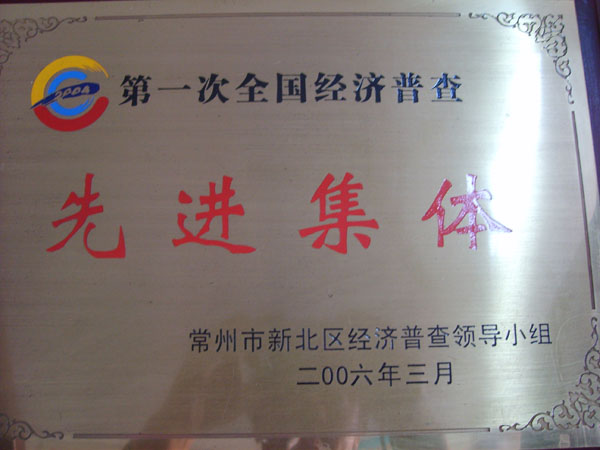 2004
第一次全国经济普查
先进集体
常州市新北区经济普查领导小组
二00六年三月